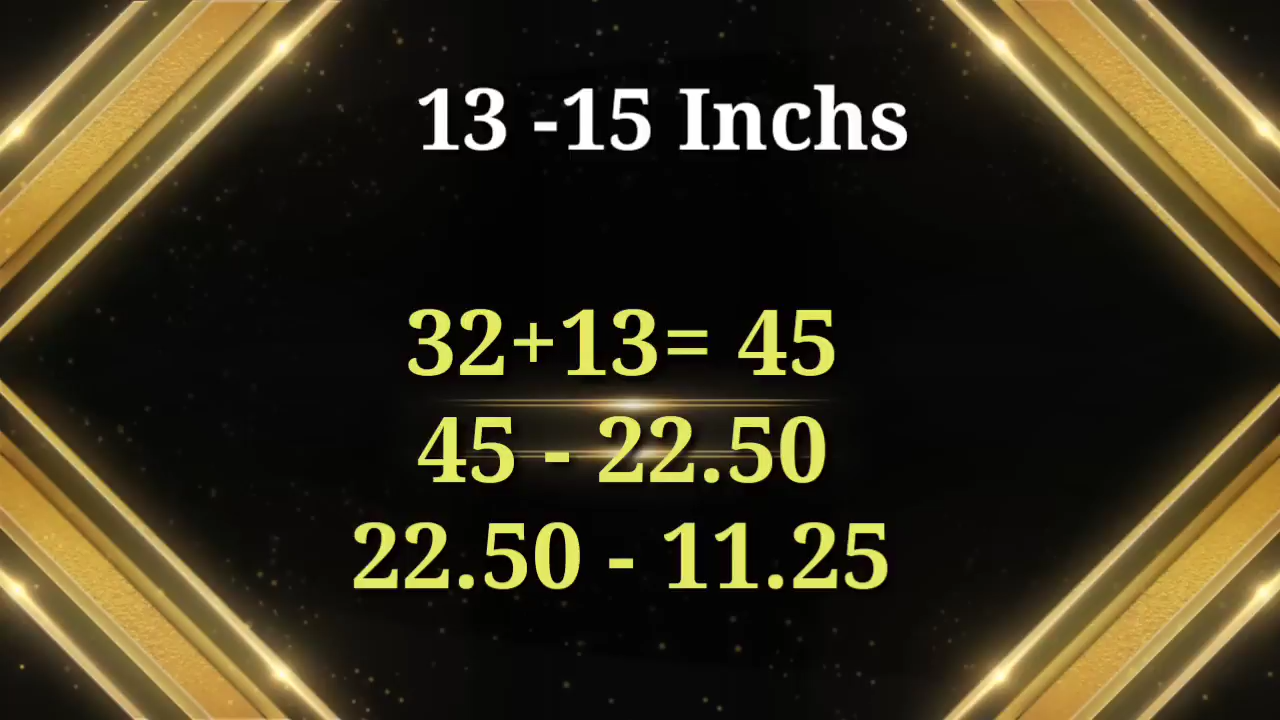 13 -15 Inchs
32+13= 45
45 - 22.50
22.50 - 11.25